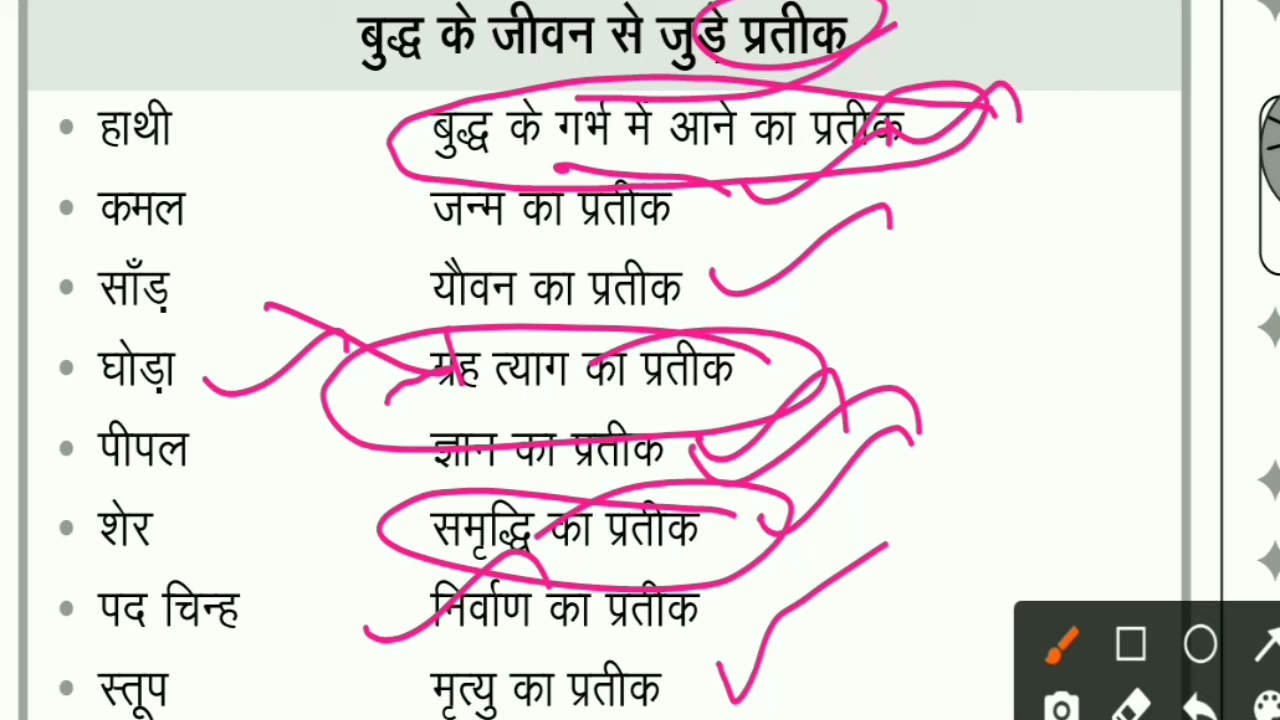 बुद्ध के जीवन से जुड़े प्रतीक
हाथी बुद्ध के गर्भ में आने का प्रतीक
कमल जन्म का प्रतीक
साँड़ यौवन का प्रतीक
घोड़ा ग्रह त्याग का प्रतीक
पीपल ज्ञान का प्रतीक
शेर समृद्धि का प्रतीक
पद चिन्ह निर्वाण का प्रतीक
स्तूप मृत्यु का प्रतीक